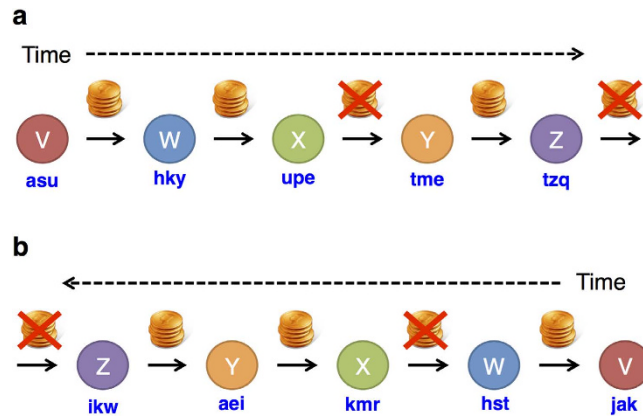 a
Time
V W X Y Z
asu hky upe tme tzq
b
Time
Z Y X W V
ikw aei kmr hst jak